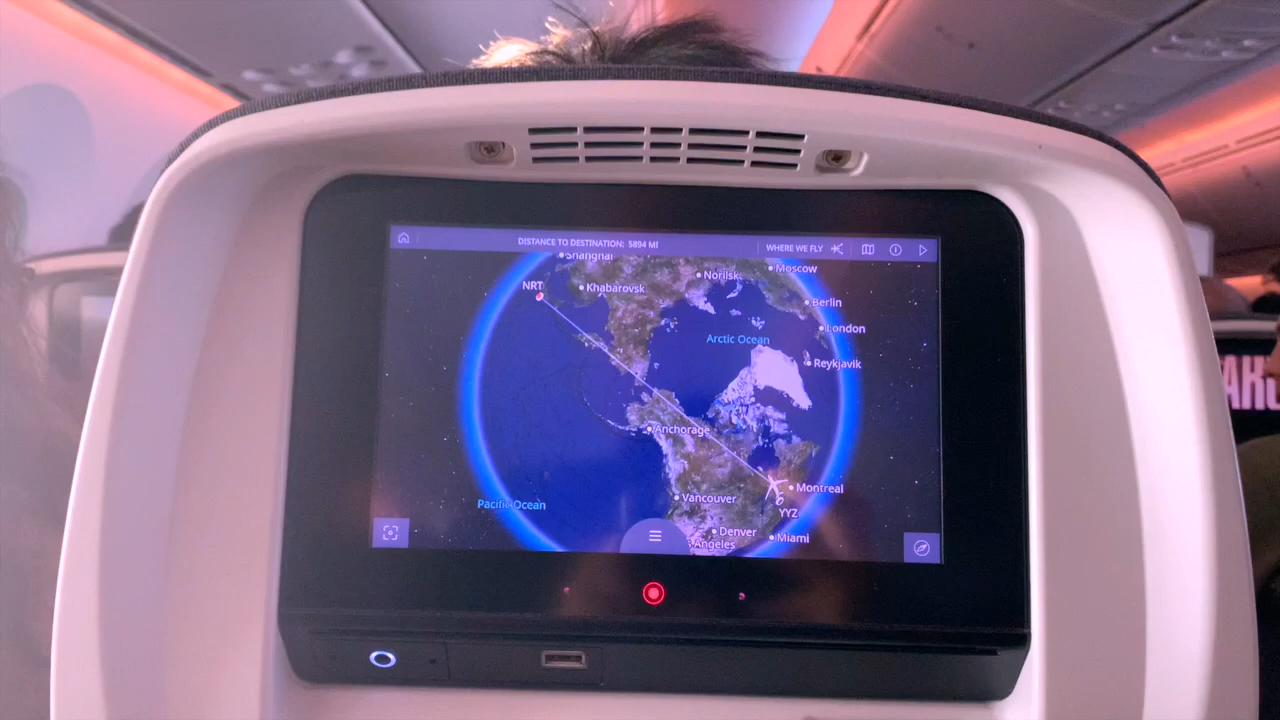 DISTANCE TO DESTINATION: 5894 MI
WHERE WE FLY
Shanghai
Moscow
Norilsk
NRT
Khabarovsk
Berlin
London
Arctic Ocean
Reykjavik
Anchorage
Montreal
Vancouver
Pacific Ocean
YYZ
Denver
Miami
Angeles